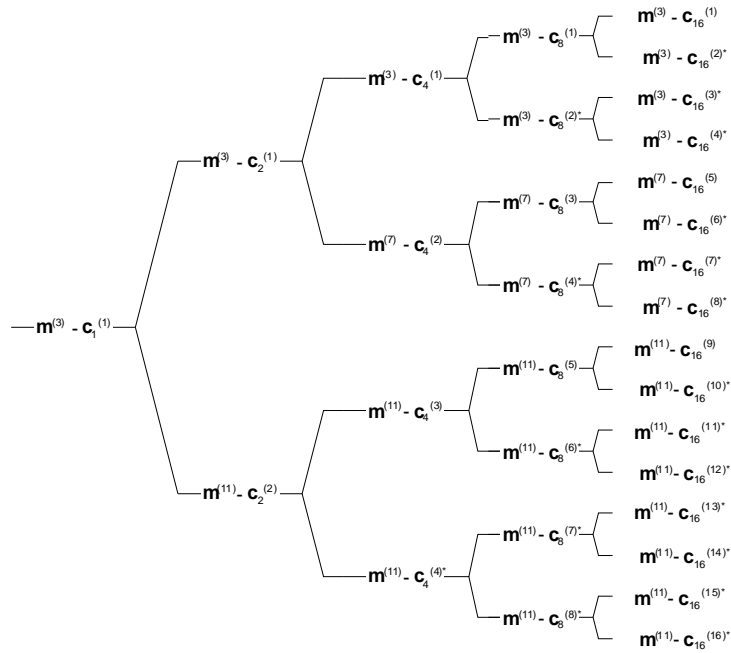 m(3) - c16(1)
m(3) - c8(1)
m(3) - c16(2)*
m(3) - c4(1)
m(3) - c16(3)*
m(3) - c8(2)*
m(3) - c16(4)*
m(3) - c2(1)
m(7) - c16(5)
m(7) - c8(3)
m(7) - c16(6)*
m(7) - c4(2)
m(7) - c16(7)*
m(7) - c8(4)*
m(7) - c16(8)*
m(3) - c1(1)
m(11) - c16(9)
m(11) - c8(5)
m(11) - c16(10)*
m(11) - c4(3)
m(11) - c16(11)*
m(11) - c8(6)*
m(11) - c16(12)*
m(11) - c2(2)
m(11) - c16(13)*
m(11) - c8(7)*
m(11) - c16(14)*
m(11) - c4(4)*
m(11) - c16(15)*
m(11) - c8(8)*
m(11) - c16(16)*